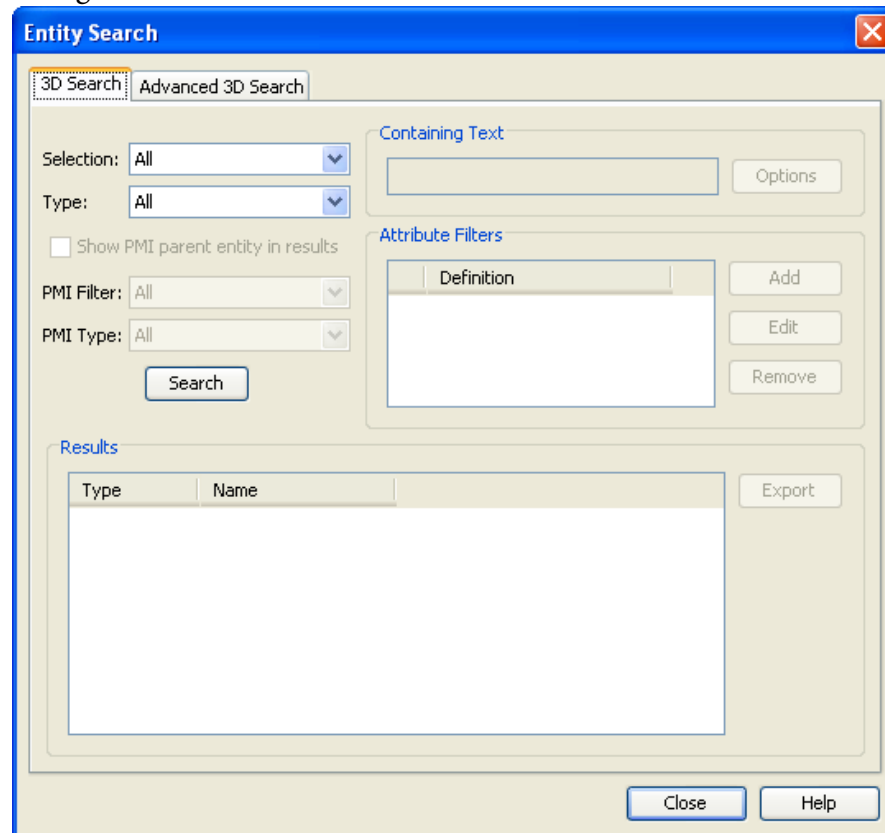 Entity Search
3D Search
Advanced 3D Search
Selection: All
Type: All
Show PMI parent entity in results
PMI Filter: All
PMI Type: All
Search
Containing Text
Options
Attribute Filters
Definition
Add
Edit
Remove
Results
Type Name
Export
Close
Help